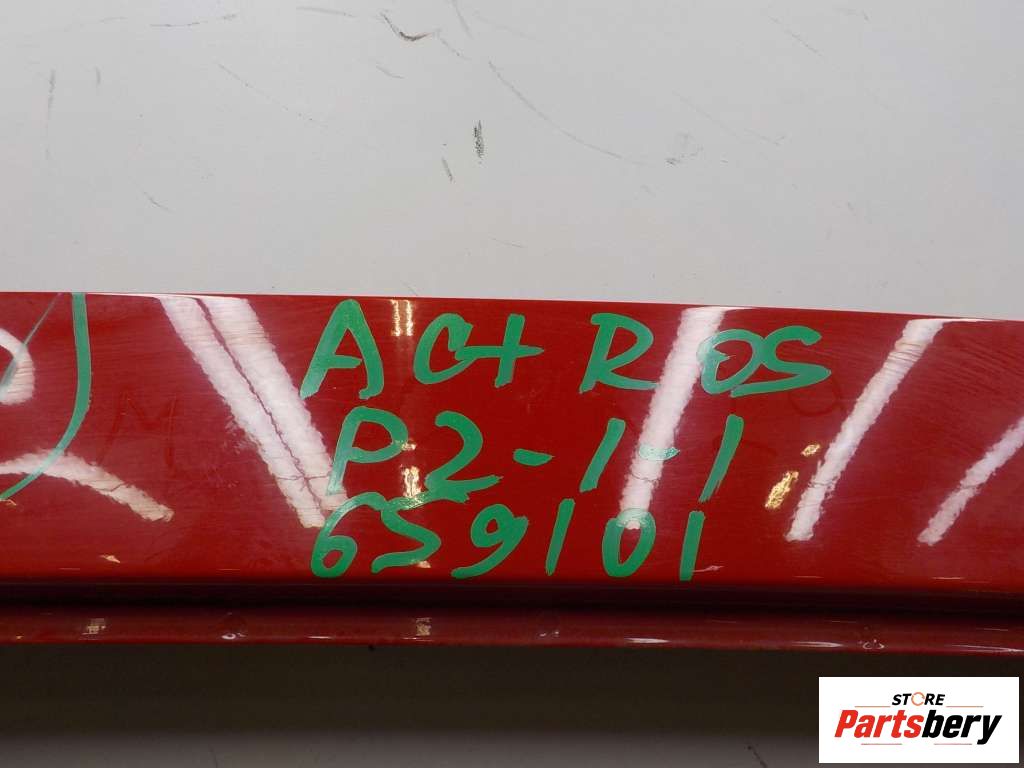 ACtROS
P2-1-1
659101
STORE
Partsbery